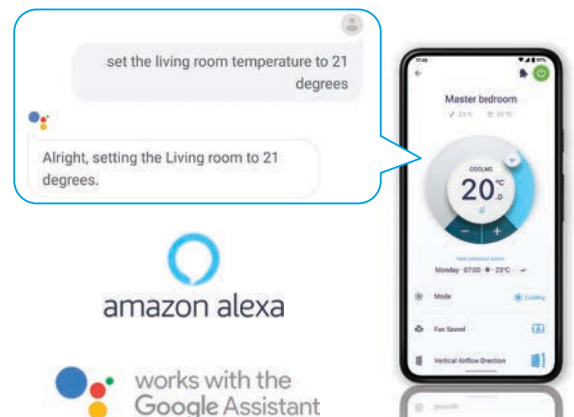 set the living room temperature to 21
degrees
Alright, setting the Living room to 21
degrees.
amazon alexa
works with the
Google Assistant
Master bedroom
COOLING
20.0 °C
Monday · 07:00 · 23°C
Mode
Cooling
Fan Speed
Vertical Airflow Direction